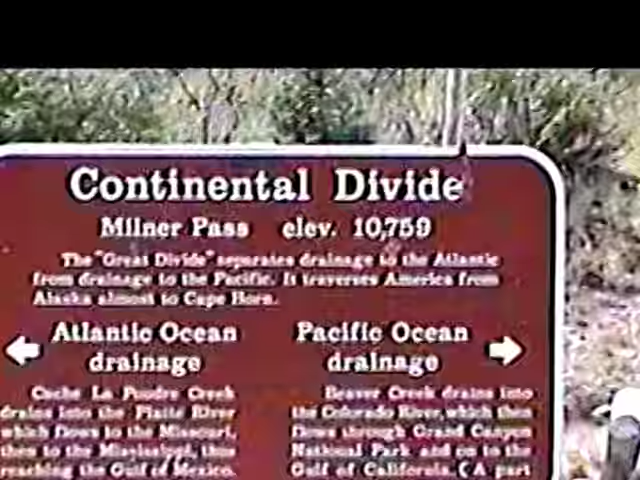 Continental Divide
Milner Pass elev. 10,759
The "Great Divide" separates drainage to the Atlantic
from drainage to the Pacific. It traverses America from
Alaska almost to Cape Horn.
Atlantic Ocean
drainage
Cache La Poudre Creek
drains into the Platte River
which flows to the Missouri,
then to the Mississippi, thus
reaching the Gulf of Mexico.
Pacific Ocean
drainage
Beaver Creek drains into
the Colorado River, which then
flows through Grand Canyon
National Park and on to the
Gulf of California. (A part